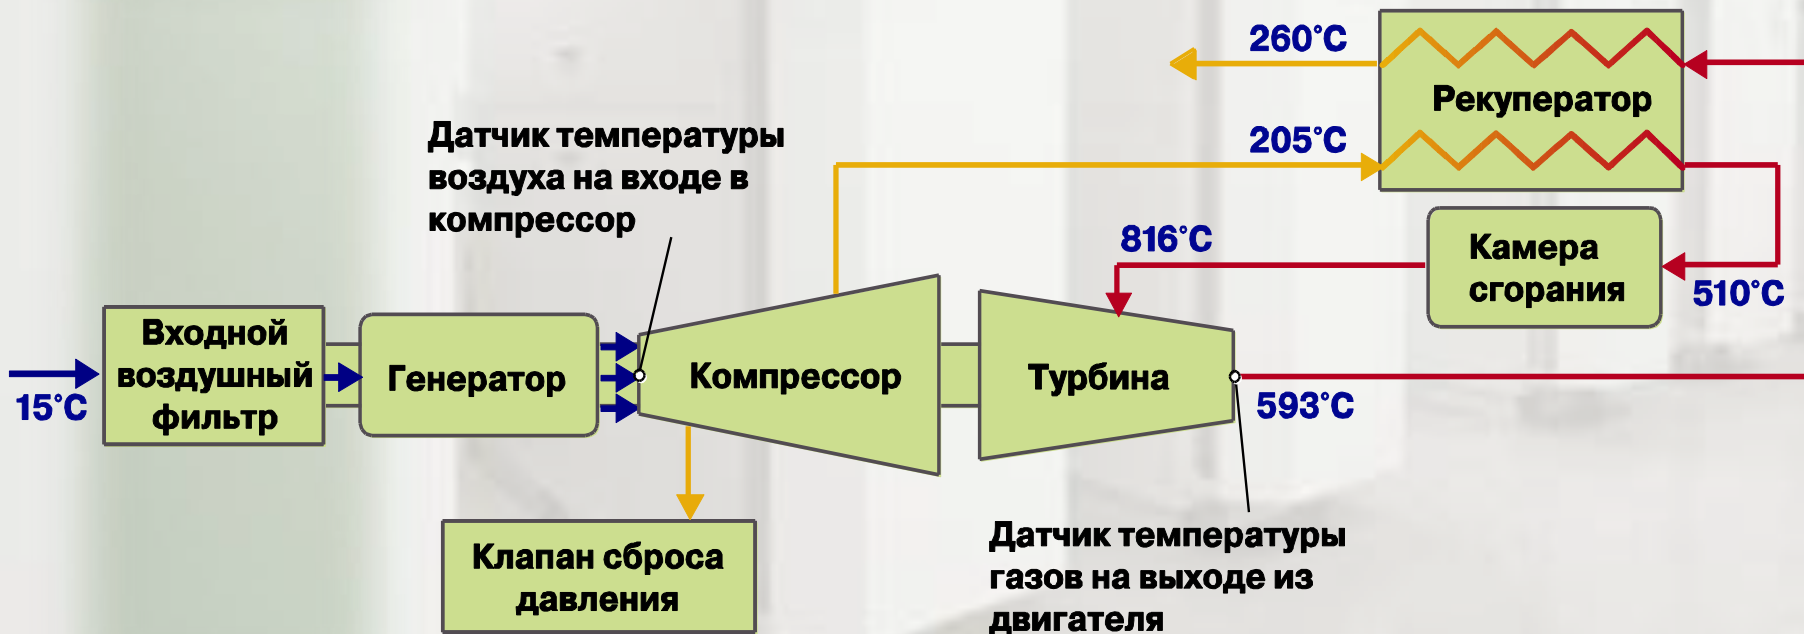 260°C
Рекуператор
205°C
Датчик температуры
воздуха на входе в
компрессор
816°C
Камера
сгорания
510°C
Входной
воздушный
фильтр
15°C
Генератор
Компрессор
Турбина
593°C
Клапан сброса
давления
Датчик температуры
газов на выходе из
двигателя